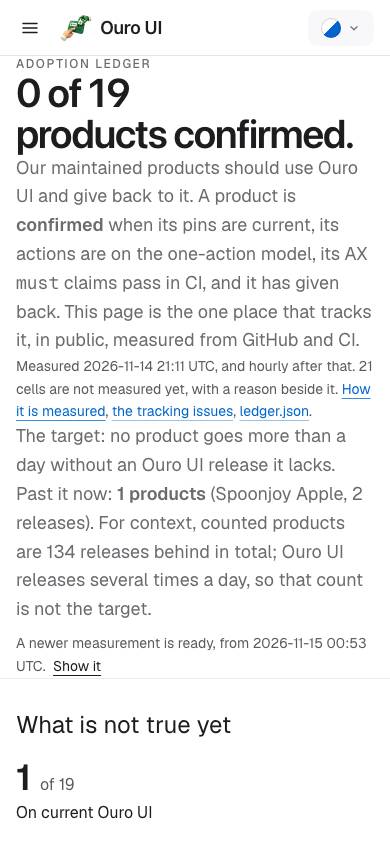 Ouro UI
ADOPTION LEDGER
0 of 19
products confirmed.
Our maintained products should use Ouro
UI and give back to it. A product is
confirmed when its pins are current, its
actions are on the one-action model, its AX
must claims pass in CI, and it has given
back. This page is the one place that tracks
it, in public, measured from GitHub and CI.
Measured 2026-11-14 21:11 UTC, and hourly after that. 21
cells are not measured yet, with a reason beside it. How
it is measured, the tracking issues, ledger.json.
The target: no product goes more than a
day without an Ouro UI release it lacks.
Past it now: 1 products (Spoonjoy Apple, 2
releases). For context, counted products
are 134 releases behind in total; Ouro UI
releases several times a day, so that count
is not the target.
A newer measurement is ready, from 2026-11-15 00:53
UTC. Show it
What is not true yet
1 of 19
On current Ouro UI